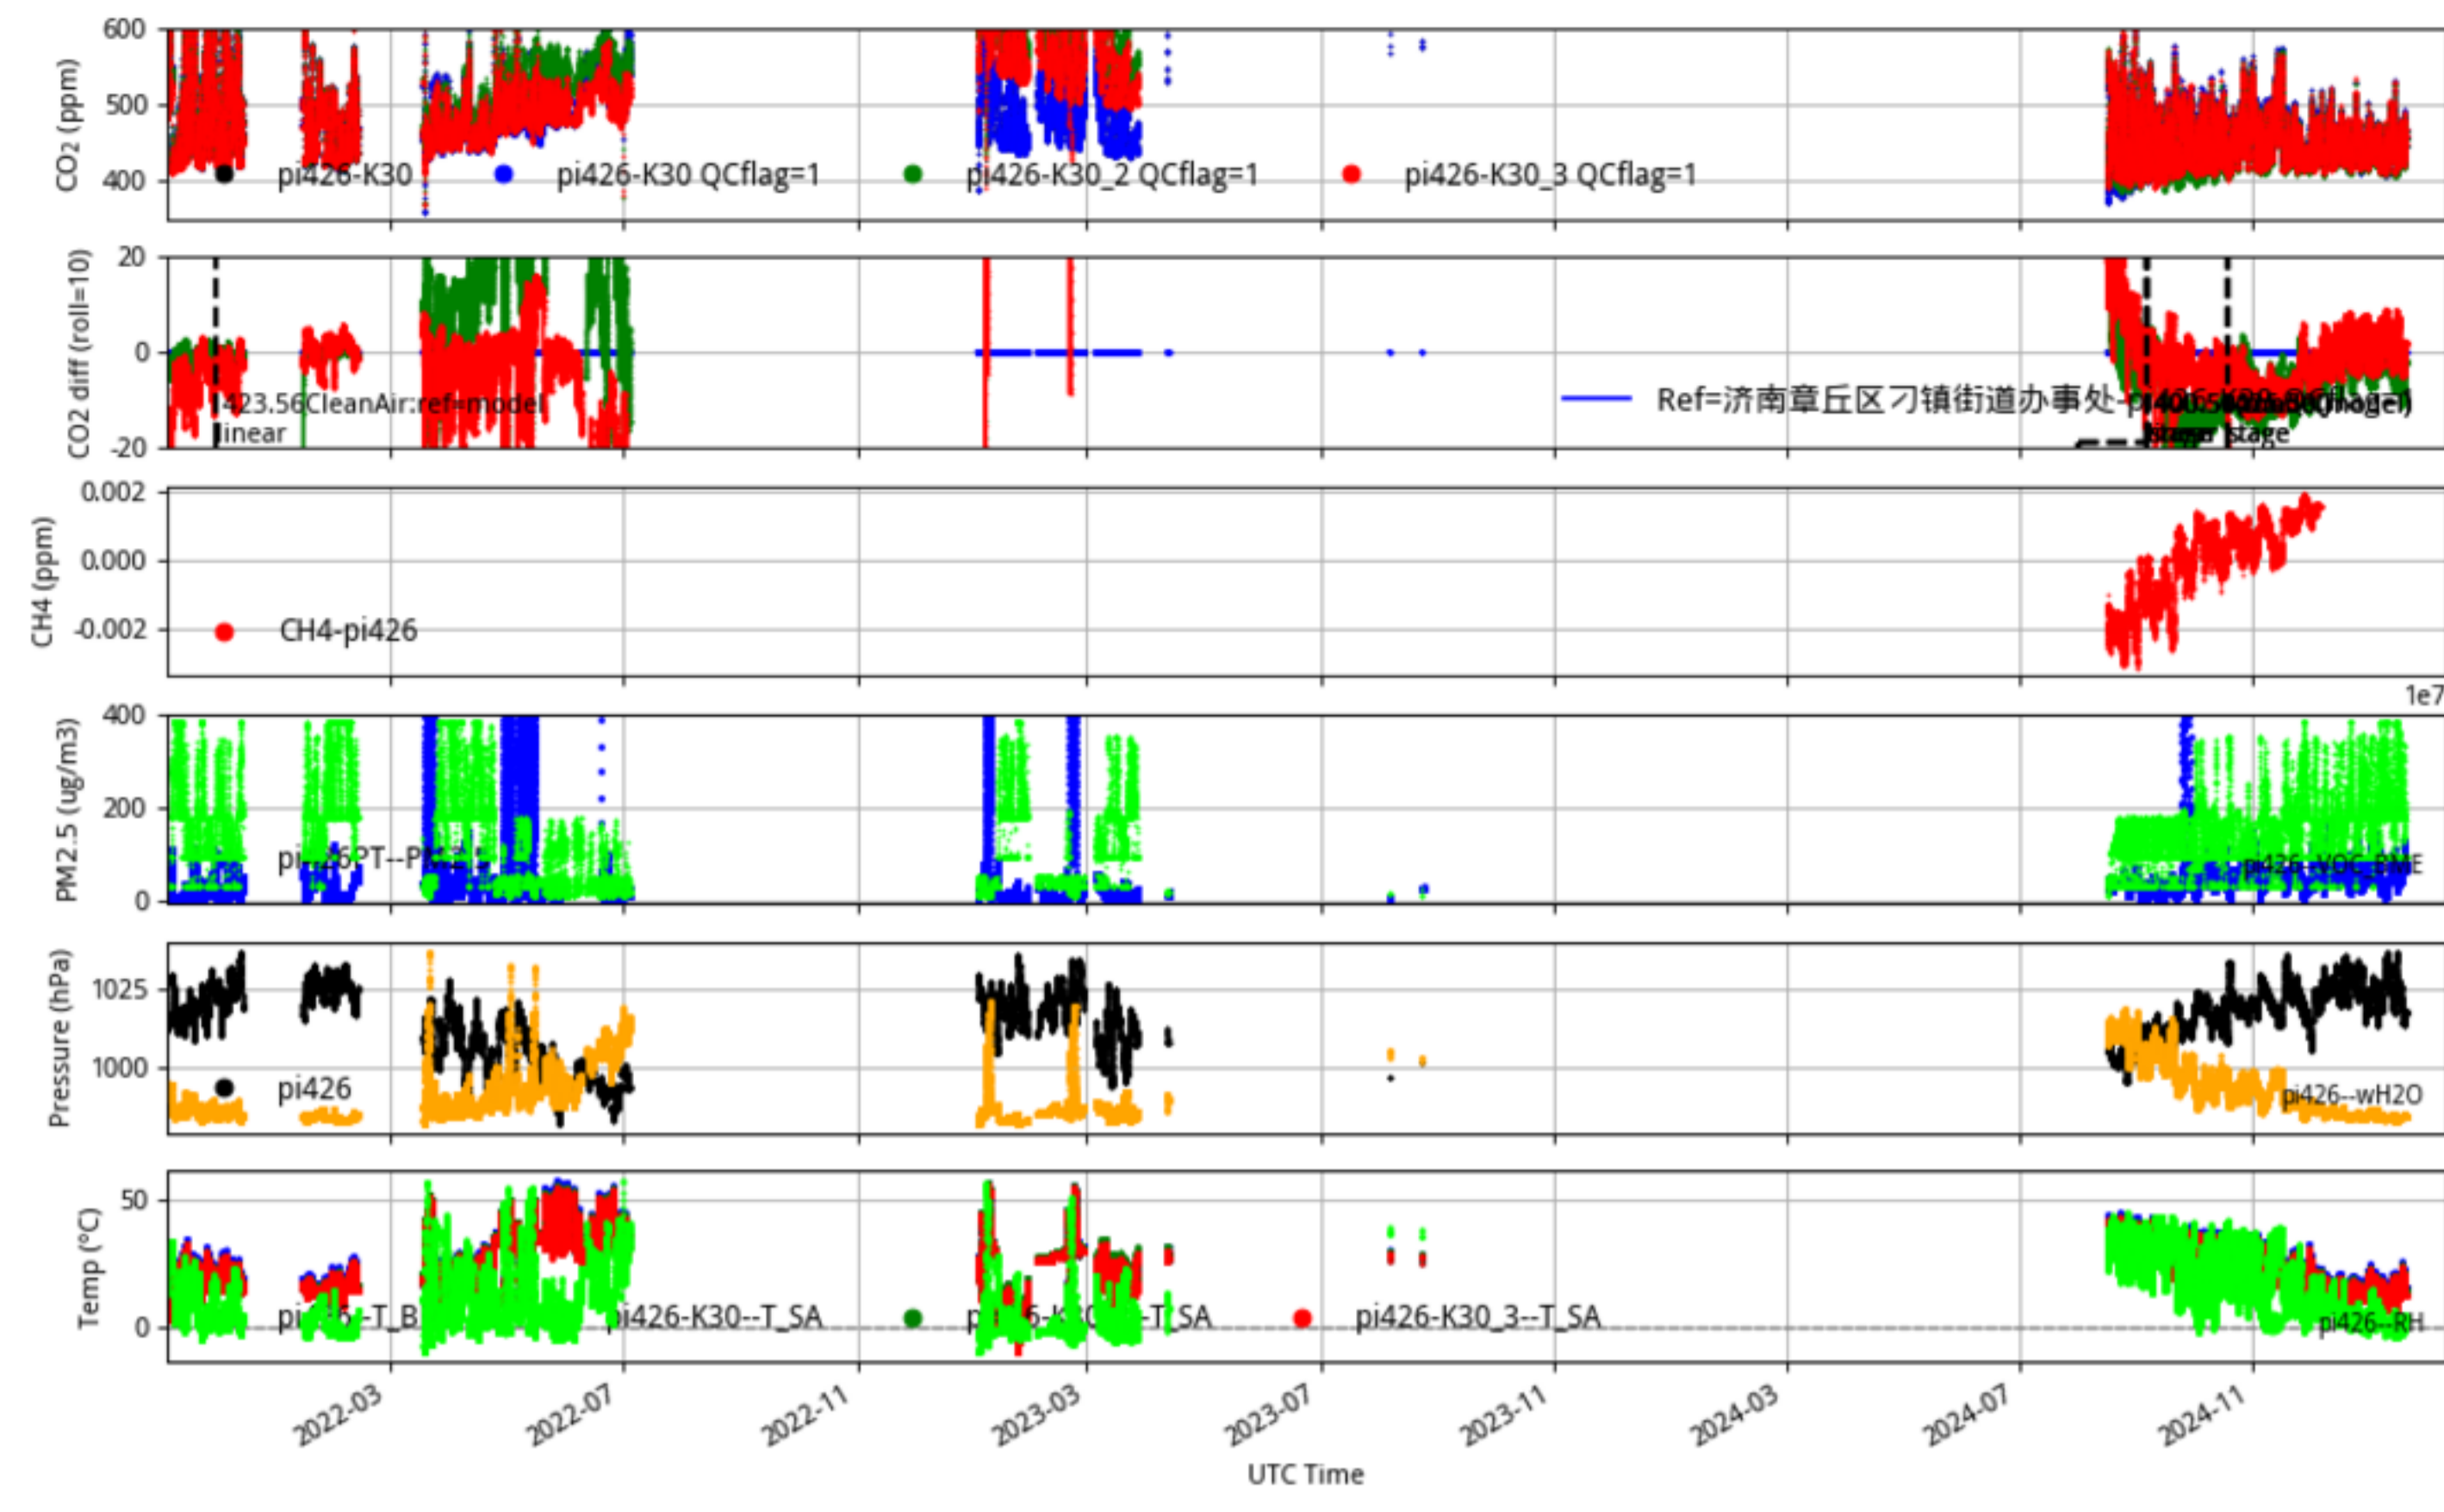 600
500
400
CO2 (ppm)
pi426-K30 pi426-K30 QCflag=1 pi426-K30_2 QCflag=1 pi426-K30_3 QCflag=1
20
0
-20
CO2 diff (roll=10)
423.56CleanAir:ref=model
linear
Ref=济南章丘区刁镇街道办事处
stage
0.002
0.000
-0.002
CH4 (ppm)
CH4-pi426
1e7
400
200
0
PM2.5 (ug/m3)
pi426--VOC_BME
1025
1000
Pressure (hPa)
pi426
pi426--wH2O
50
0
Temp (°C)
pi426-K30--T_SA
pi426-K30_3--T_SA
pi426--RH
2022-03 2022-07 2022-11 2023-03 2023-07 2023-11 2024-03 2024-07 2024-11
UTC Time